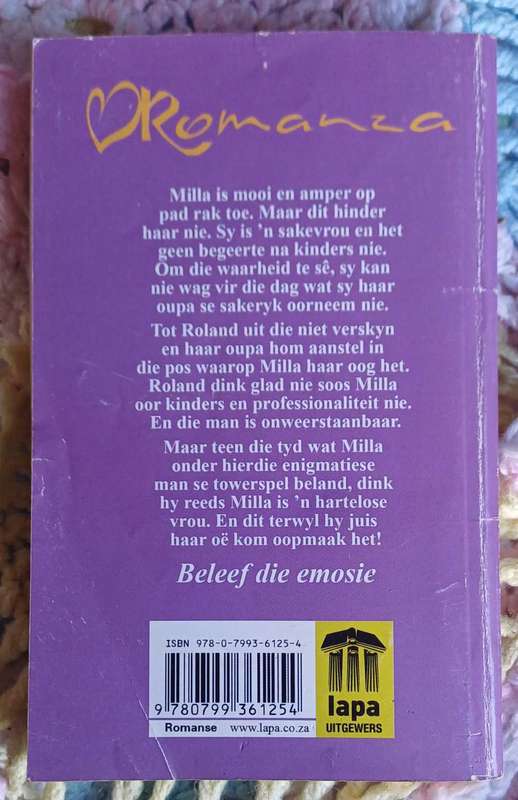 Romanza
Milla is mooi en amper op
pad rak toe. Maar dit hinder
haar nie. Sy is 'n sakevrou en het
geen begeerte na kinders nie.
Om die waarheid te sê, sy kan
nie wag vir die dag wat sy haar
oupa se sakeryk oorneem nie.
Tot Roland uit die niet verskyn
en haar oupa hom aanstel in
die pos waarop Milla haar oog het.
Roland dink glad nie soos Milla
oor kinders en professionaliteit nie.
En die man is onweerstaanbaar.
Maar teen die tyd wat Milla
onder hierdie enigmatiese
man se towerspel beland, dink
hy reeds Milla is 'n hartelose
vrou. En dit terwyl hy juis
haar oë kom oopmaak het!
Beleef die emosie
ISBN 978-0-7993-6125-4
9 780799 361254
Romanse www.lapa.co.za
lapa
UITGEWERS